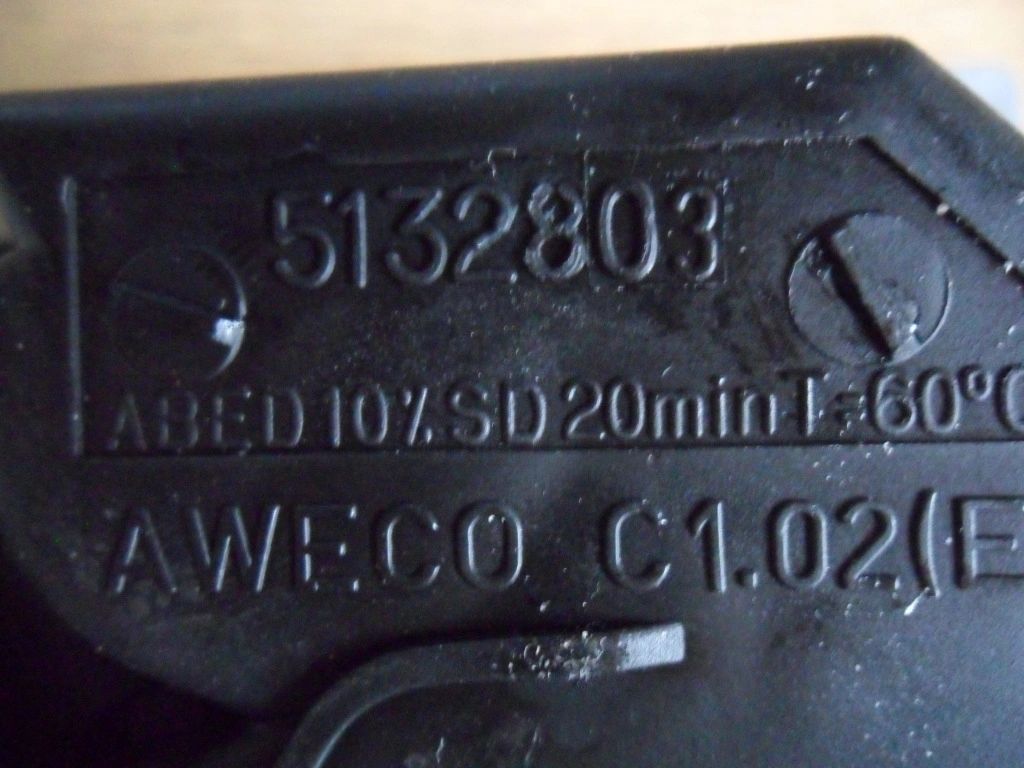 5132803
ABED 10% SD 20min T=60°C
AWECO C1.02(E